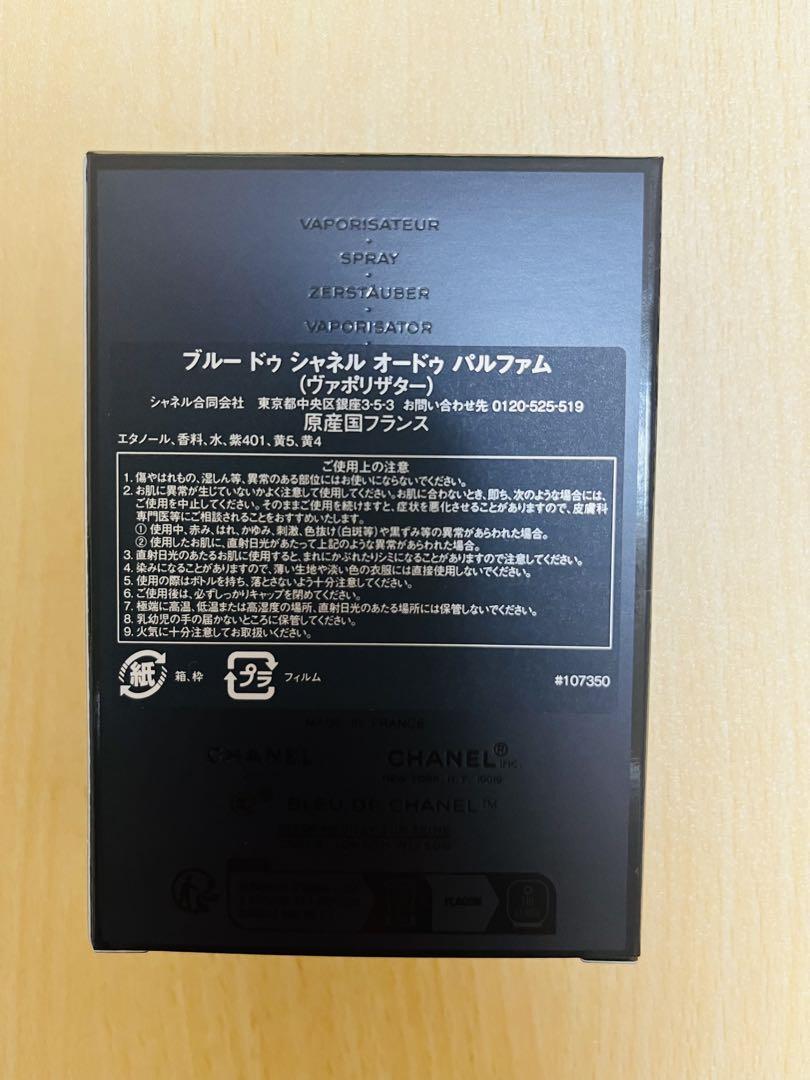 VAPORISATEUR
SPRAY
ZERSTÄUBER
VAPORISATOR
ブルー ドゥ シャネル オードゥ パルファム
(ヴァポリザター)
シャネル合同会社 東京都中央区銀座3-5-3 お問い合わせ先 0120-525-519
原産国フランス
エタノール、香料、水、紫401、黄5、黄4
ご使用上の注意
1. 傷やはれもの、湿しん等、異常のある部位にはお使いにならないでください。
2. お肌に異常が生じていないかよく注意して使用してください。お肌に合わないとき、即ち、次のような場合には、
ご使用を中止してください。そのままご使用を続けますと、症状を悪化させることがありますので、皮膚科
専門医等にご相談されることをおすすめいたします。
① 使用中、赤み、はれ、かゆみ、刺激、色抜け(白斑等)や黒ずみ等の異常があらわれた場合。
② 使用したお肌に、直射日光があたって上記のような異常があらわれた場合。
3. 直射日光のあたるお肌に使用すると、まれにかぶれたりシミになることがありますので注意してください。
4. 染みになることがありますので、薄い生地や淡い色の衣服には直接使用しないでください。
5. 使用の際はボトルを持ち、落とさないよう十分注意してください。
6. ご使用後は、必ずしっかりキャップを閉めてください。
7. 極端に高温、低温または高湿度の場所、直射日光のあたる場所には保管しないでください。
8. 乳幼児の手の届かないところに保管してください。
9. 火気に十分注意してお取扱いください。
紙 箱、枠 プラ フィルム #107350
MADE IN FRANCE
CHANEL CHANEL® INC.
NEW YORK, N.Y. 10019
BLEU DE CHANEL™